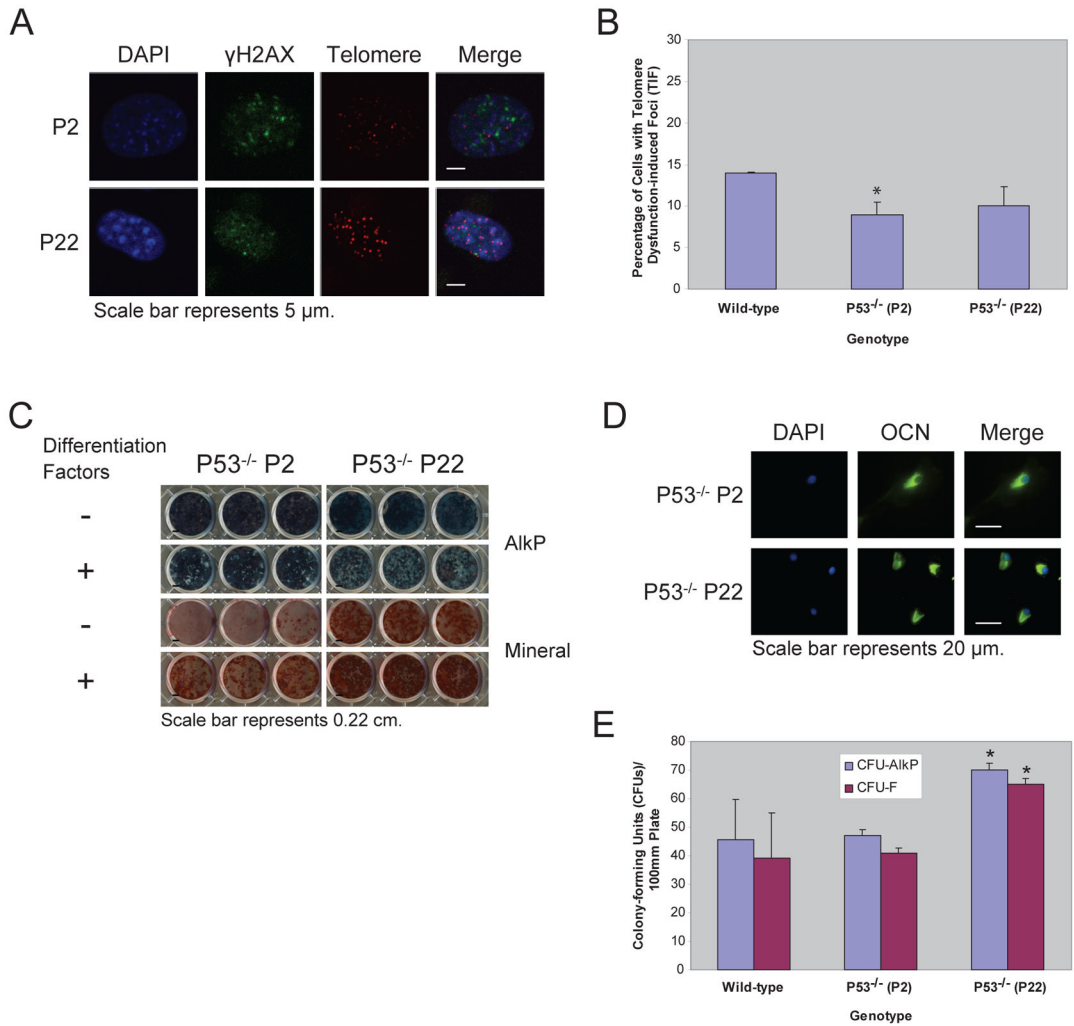 A
DAPI
γH2AX
Telomere
Merge
P2
P22
Scale bar represents 5 μm.
B
Percentage of Cells with Telomere
Dysfunction-induced Foci (TIF)
30
25
20
15
10
5
0
*
Wild-type
P53-/- (P2)
P53-/- (P22)
Genotype
C
Differentiation
Factors
P53-/- P2
P53-/- P22
-
+
AlkP
-
+
Mineral
Scale bar represents 0.22 cm.
D
DAPI
OCN
Merge
P53-/- P2
P53-/- P22
Scale bar represents 20 μm.
E
Colony-forming Units (CFUs)/
100mm Plate
80
70
60
50
40
30
20
10
0
CFU-AlkP
CFU-F
*
*
Wild-type
P53-/- (P2)
P53-/- (P22)
Genotype